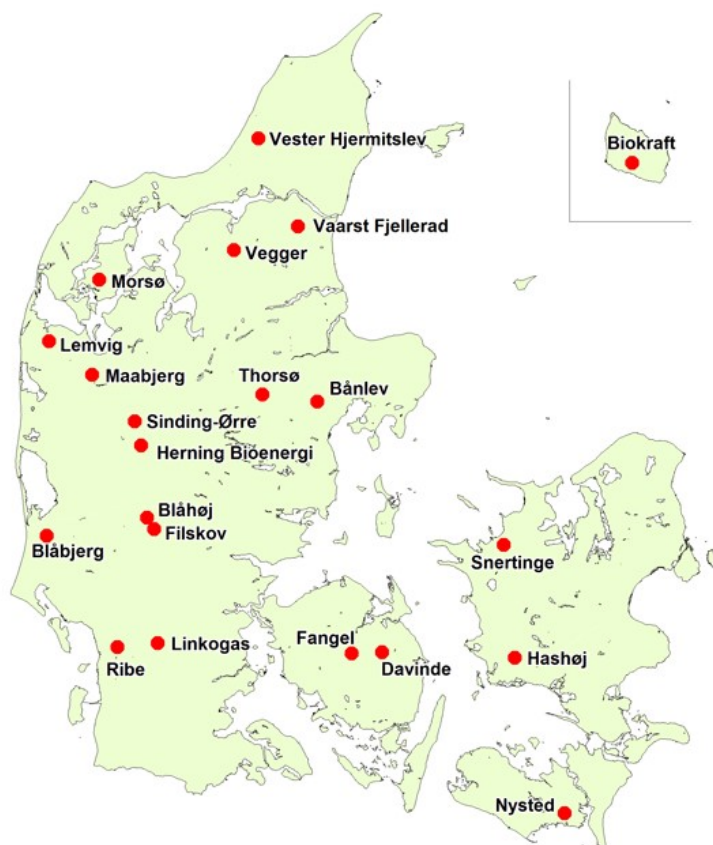 Vester Hjermitslev
Biokraft
Vaarst Fjellerad
Vegger
Morsø
Lemvig
Maabjerg
Thorsø
Bånlev
Sinding-Ørre
Herning Bioenergi
Blåhøj
Filskov
Blåbjerg
Snertinge
Linkogas
Fangel
Ribe
Davinde
Hashøj
Nysted